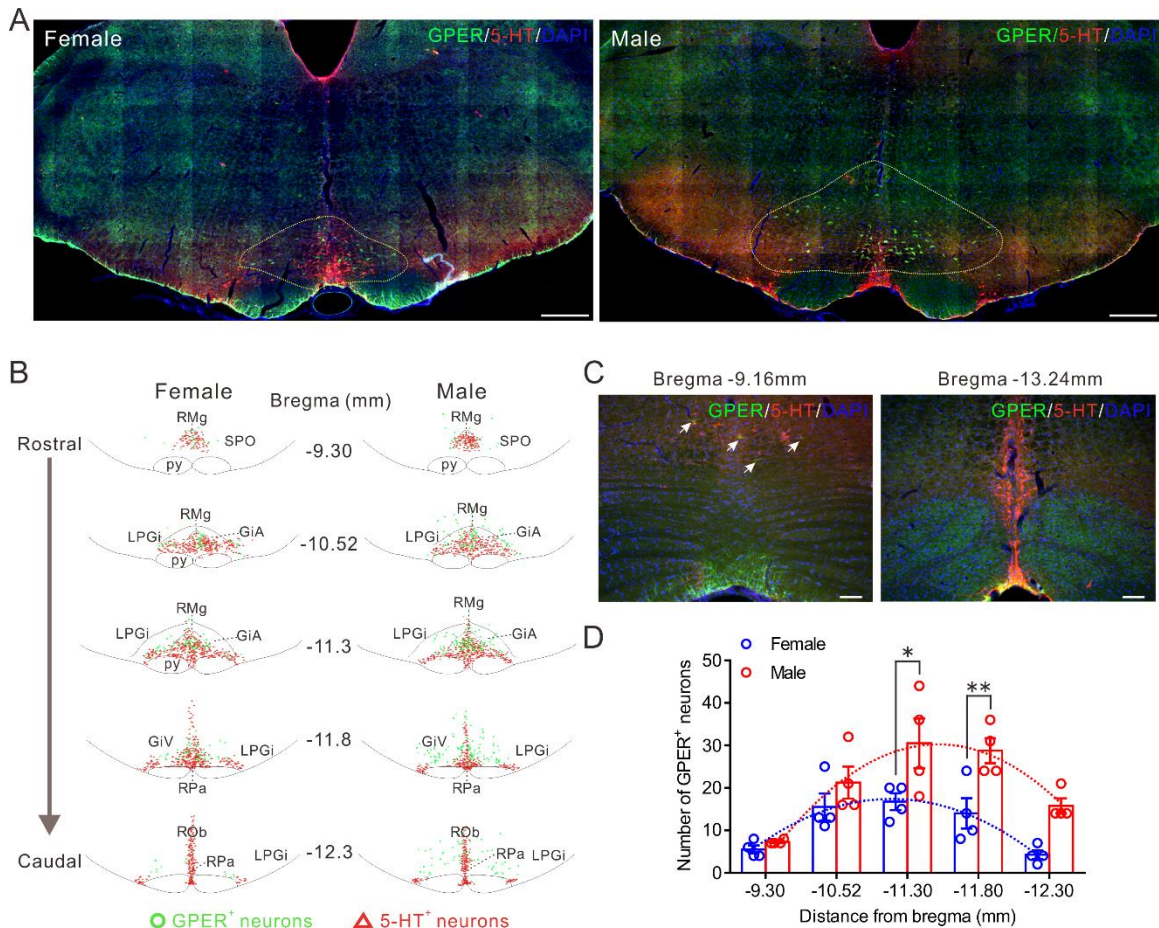 A
Female
GPER/5-HT/DAPI
Male
GPER/5-HT/DAPI
B
Female
Bregma (mm)
Male
Rostral
RMg
SPO
py
-9.30
RMg
py
RMg
LPGi
GiA
py
-10.52
RMg
LPGi
GiA
RMg
LPGi
GiA
py
-11.3
RMg
LPGi
GiA
GiV
LPGi
RPa
-11.8
GiV
LPGi
RPa
Caudal
ROb
RPa
LPGi
-12.3
ROb
RPa
LPGi
GPER+ neurons
5-HT+ neurons
C
Bregma -9.16mm
Bregma -13.24mm
GPER/5-HT/DAPI
GPER/5-HT/DAPI
D
Female
Male
Number of GPER+ neurons
50
40
30
20
10
0
*
**
-9.30
-10.52
-11.30
-11.80
-12.30
Distance from bregma (mm)